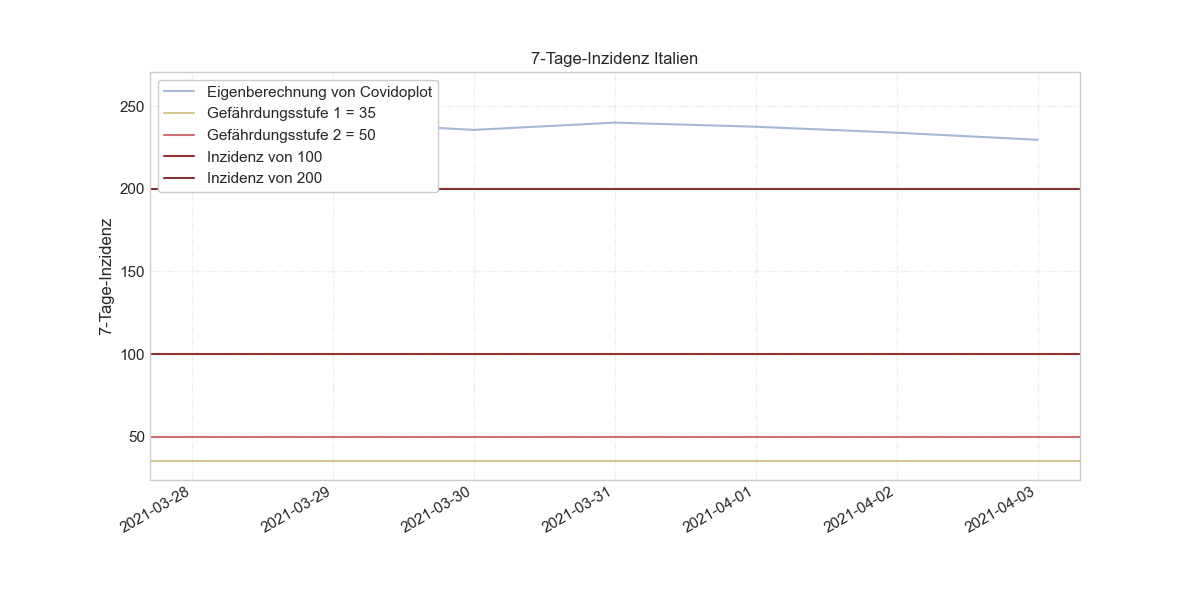 7-Tage-Inzidenz Italien
Eigenberechnung von Covidoplot
Gefährdungsstufe 1 = 35
Gefährdungsstufe 2 = 50
Inzidenz von 100
Inzidenz von 200
7-Tage-Inzidenz
250
200
150
100
50
2021-03-28
2021-03-29
2021-03-30
2021-03-31
2021-04-01
2021-04-02
2021-04-03